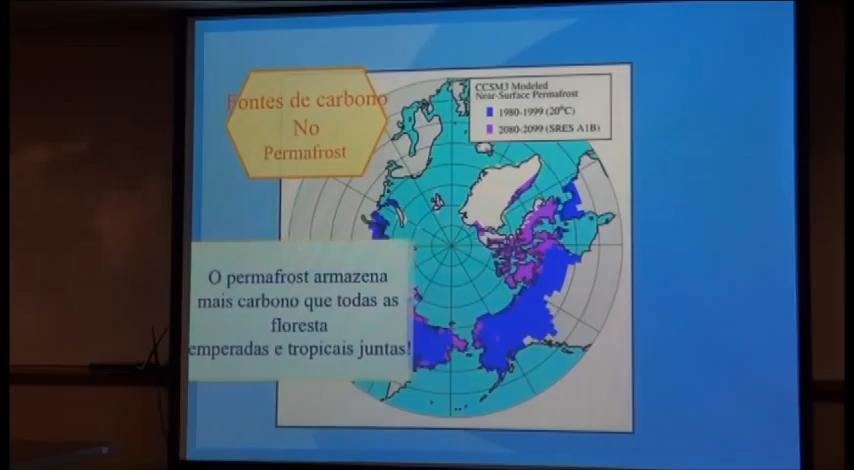 Fontes de carbono
No
Permafrost
CCSM3 Modeled
Near-Surface Permafrost
1980-1999 (20°C)
2080-2099 (SRES A1B)
O permafrost armazena
mais carbono que todas as
floresta
emperadas e tropicais juntas!